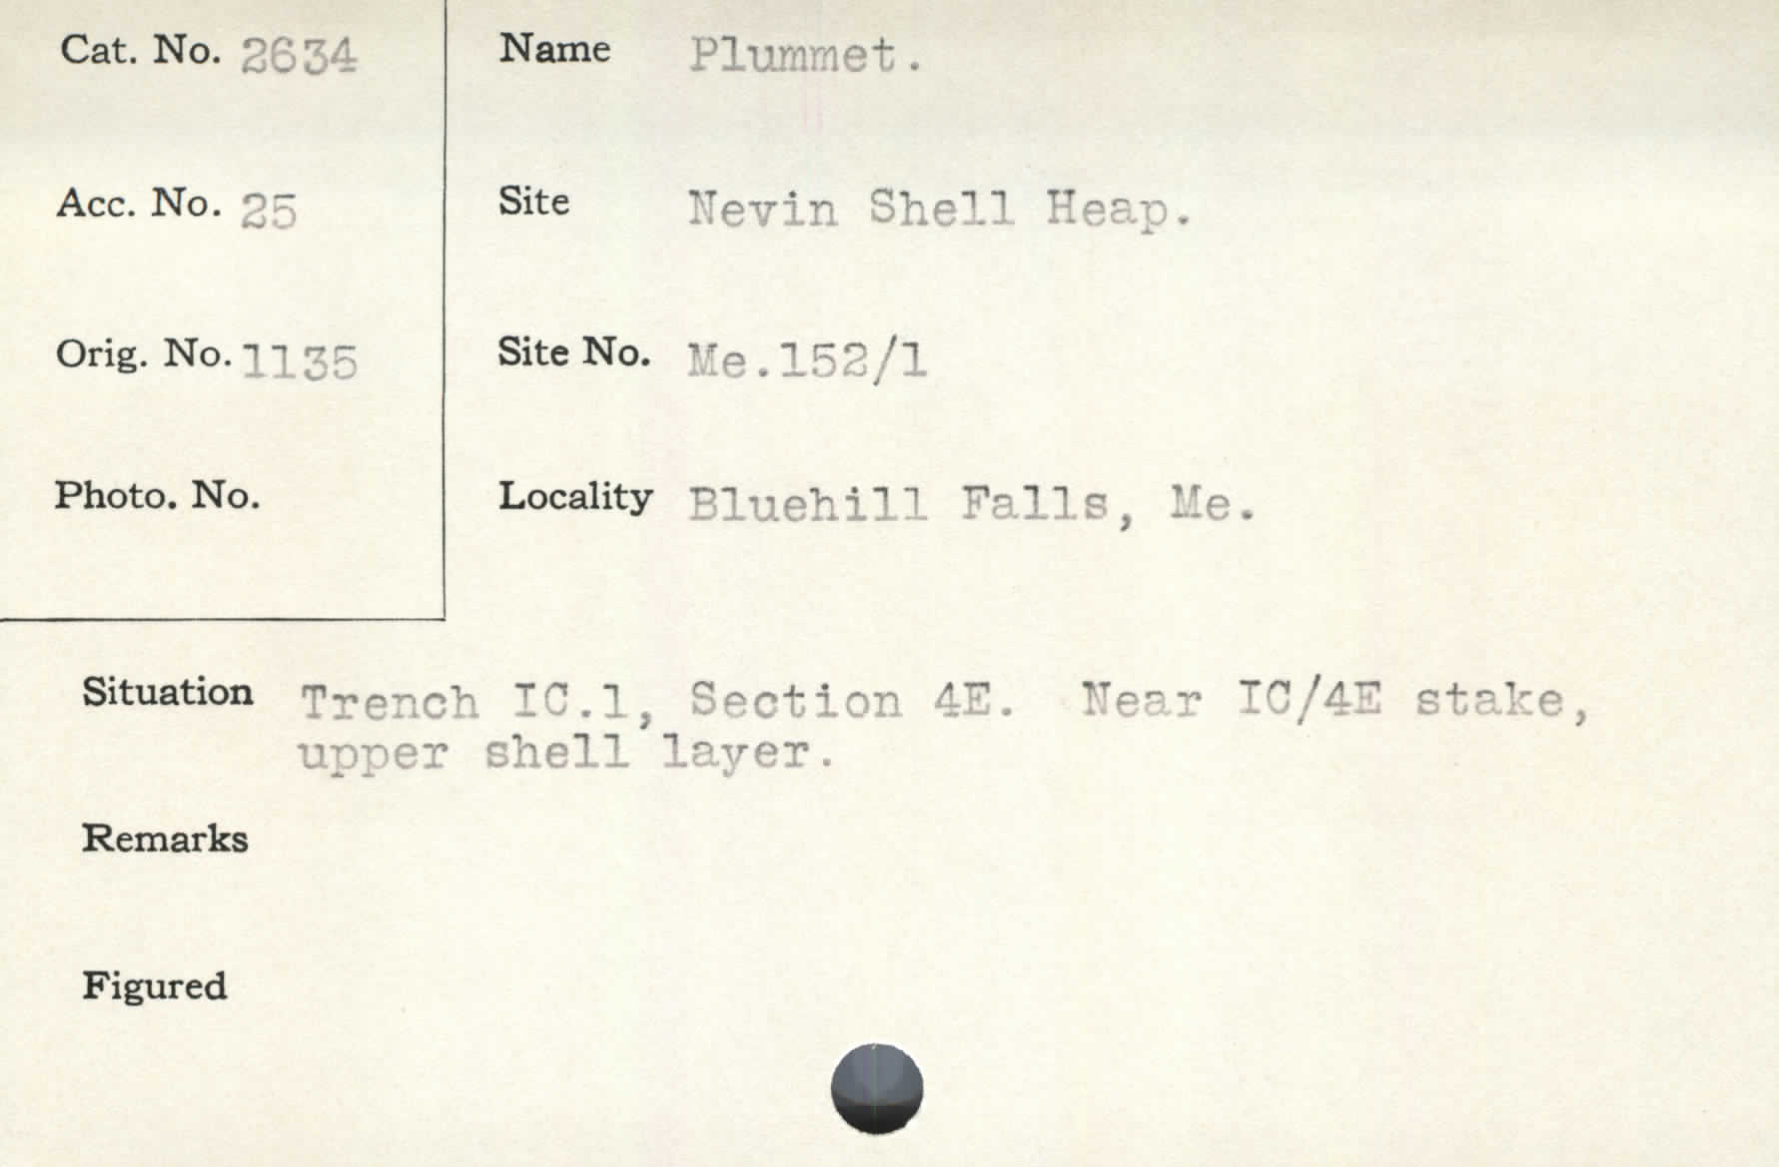 Cat. No. 2634
Acc. No. 25
Orig. No. 1135
Photo. No.
Name Plummet.
Site Nevin Shell Heap.
Site No. Me.152/1
Locality Bluehill Falls, Me.
Situation Trench IC.1, Section 4E. Near IC/4E stake,
upper shell layer.
Remarks
Figured